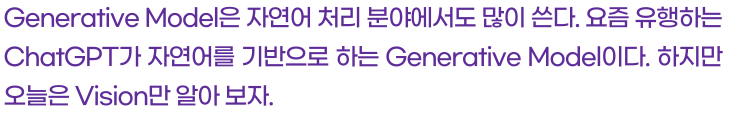 Generative Model은 자연어 처리 분야에서도 많이 쓴다. 요즘 유행하는
ChatGPT가 자연어를 기반으로 하는 Generative Model이다. 하지만
오늘은 Vision만 알아 보자.